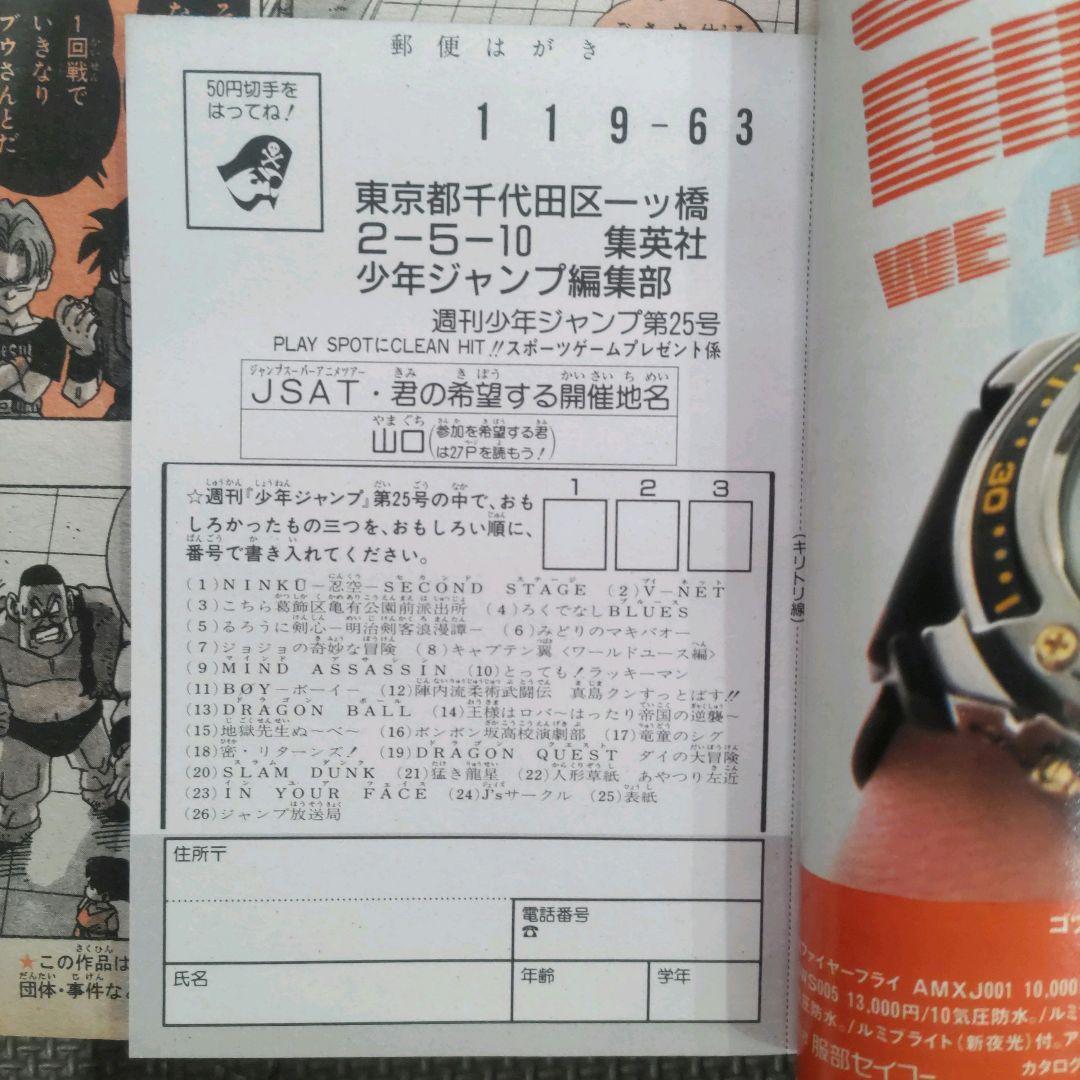 1回戦で
いきなり
ブウさんとだ
★この作品は
団体・事件な
郵便はがき
50円切手を
はってね!
119-63
東京都千代田区一ッ橋
2-5-10 集英社
少年ジャンプ編集部
週刊少年ジャンプ第25号
PLAY SPOTにCLEAN HIT!!スポーツゲームプレゼント係
JSAT・君の希望する開催地名
山口(参加を希望する君
は27Pを読もう!)
☆週刊『少年ジャンプ』第25号の中で、おも
しろかったもの三つを、おもしろい順に、
番号で書き入れてください。
1 2 3
(1)NINKU-忍空-SECOND STAGE (2)V-NET
(3)こちら葛飾区亀有公園前派出所 (4)ろくでなしBLUES
(5)るろうに剣心-明治剣客浪漫譚- (6)みどりのマキバオー
(7)ジョジョの奇妙な冒険 (8)キャプテン翼〈ワールドユース編〉
(9)MIND ASSASSIN (10)とっても!ラッキーマン
(11)BØY-ボーイ- (12)陣内流柔術武闘伝 真島クンすっとばす!!
(13)DRAGON BALL (14)王様はロバ~はったり帝国の逆襲~
(15)地獄先生ぬ~べ~ (16)ボンボン坂高校演劇部 (17)竜童のシグ
(18)密・リターンズ! (19)DRAGON QUEST ダイの大冒険
(20)SLAM DUNK (21)猛き龍星 (22)人形草紙 あやつり左近
(23)IN YOUR FACE (24)J'sサークル (25)表紙
(26)ジャンプ放送局
住所〒
電話番号
☎
氏名
年齢
学年
(キリトリ線)
WE A
30
ファイヤーフライ AMXJ001 10,000
WS005 13,000円/10気圧防水。/ルミ
圧防水。/ルミブライト(新夜光)付。ア
服部セイコー
カタログ